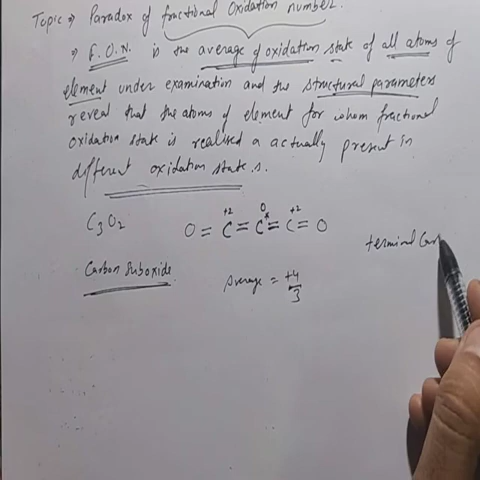 Topic ⇒ Paradox of fractional Oxidation number.
⇒ F.O.N. is the average of oxidation state of all atoms of
element under examination and the structural parameters
reveal that the atoms of element for whom fractional
oxidation state is realised a actually present in
different oxidation state.s.
C3O2
+2 0 +2
O = C = C* = C = O
terminal Car
Carbon Suboxide
Average = +4/3